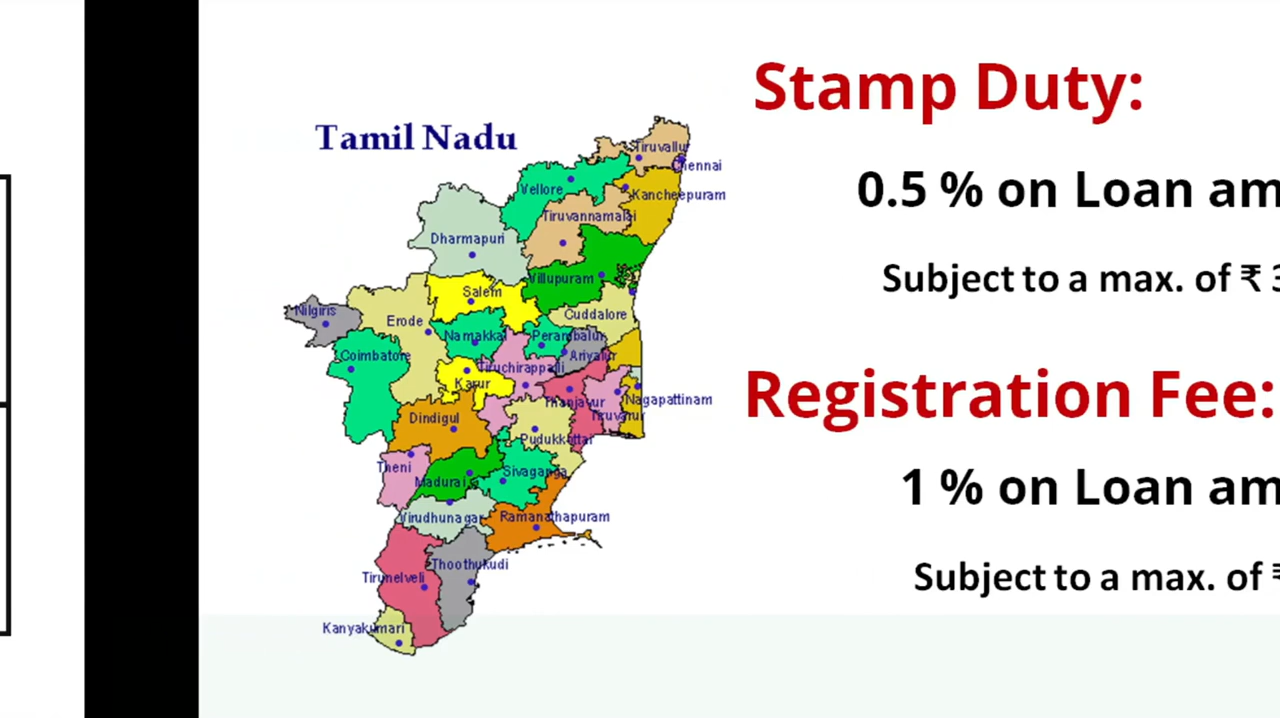 Tamil Nadu
Tiruvallur
Chennai
Vellore
Kancheepuram
Tiruvannamalai
Dharmapuri
Villupuram
Salem
Nilgiris
Erode
Cuddalore
Namakkal
Perambalur
Coimbatore
Ariyalur
Tiruchirappalli
Karur
Thanjavur
Nagapattinam
Dindigul
Tiruvarur
Pudukkottai
Theni
Sivaganga
Madurai
Virudhunagar
Ramanathapuram
Thoothukudi
Tirunelveli
Kanyakumari
Stamp Duty:
0.5 % on Loan am
Subject to a max. of ₹ 3
Registration Fee:
1 % on Loan am
Subject to a max. of ₹